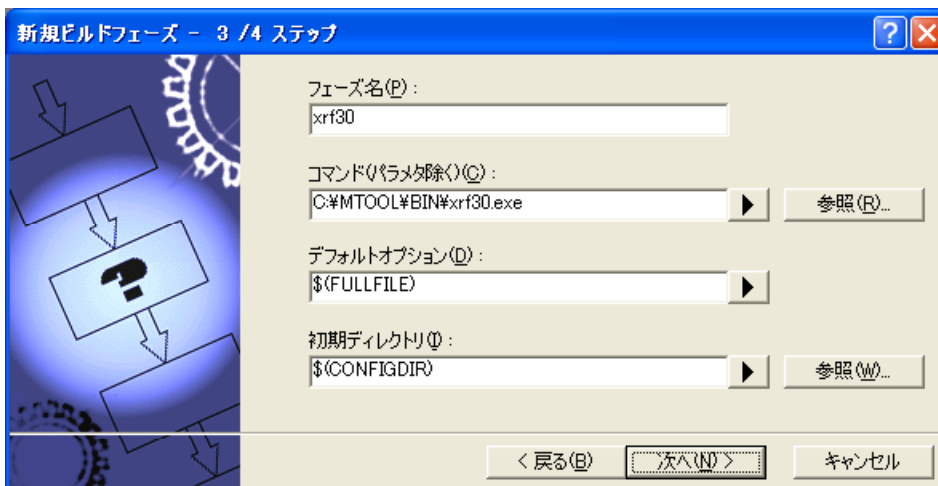 新規ビルドフェーズ - 3 /4 ステップ
フェーズ名(P) :
xrf30
コマンド(パラメタ除く)(C) :
C:¥MTOOL¥BIN¥xrf30.exe
参照(R)...
デフォルトオプション(D) :
$(FULLFILE)
初期ディレクトリ(I) :
$(CONFIGDIR)
参照(W)...
< 戻る(B)
次へ(N) >
キャンセル